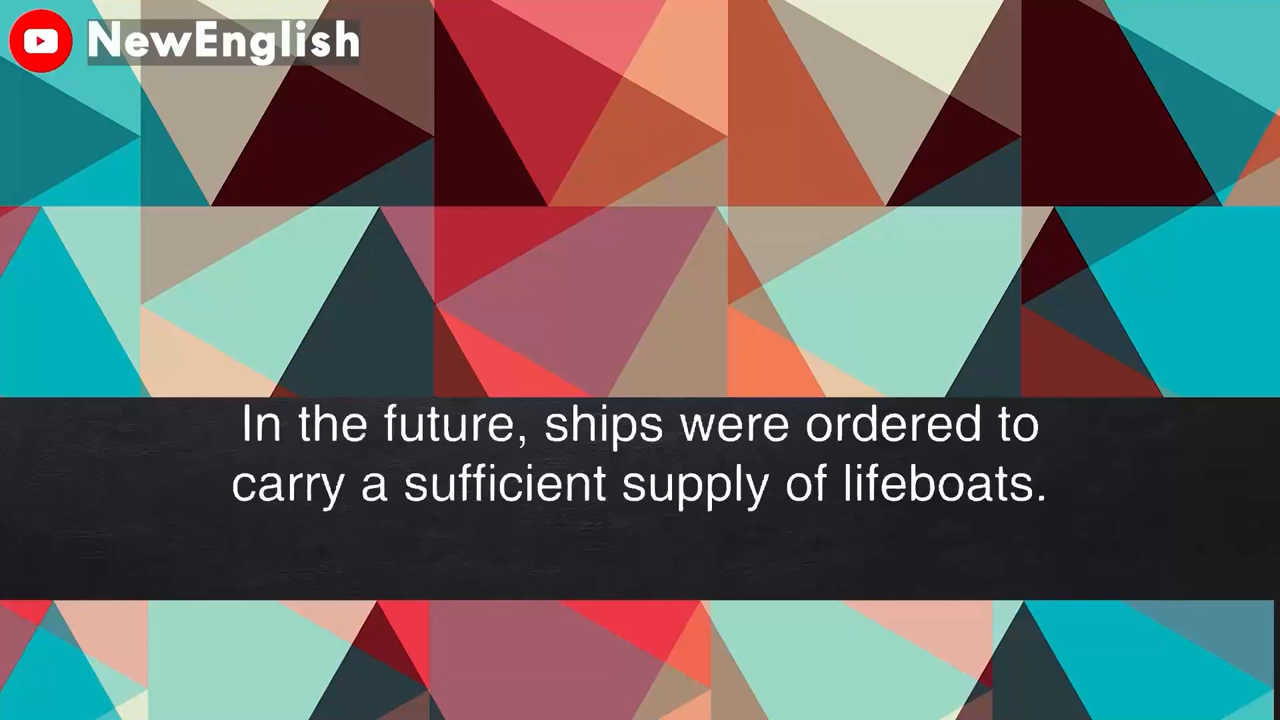 NewEnglish
In the future, ships were ordered to
carry a sufficient supply of lifeboats.